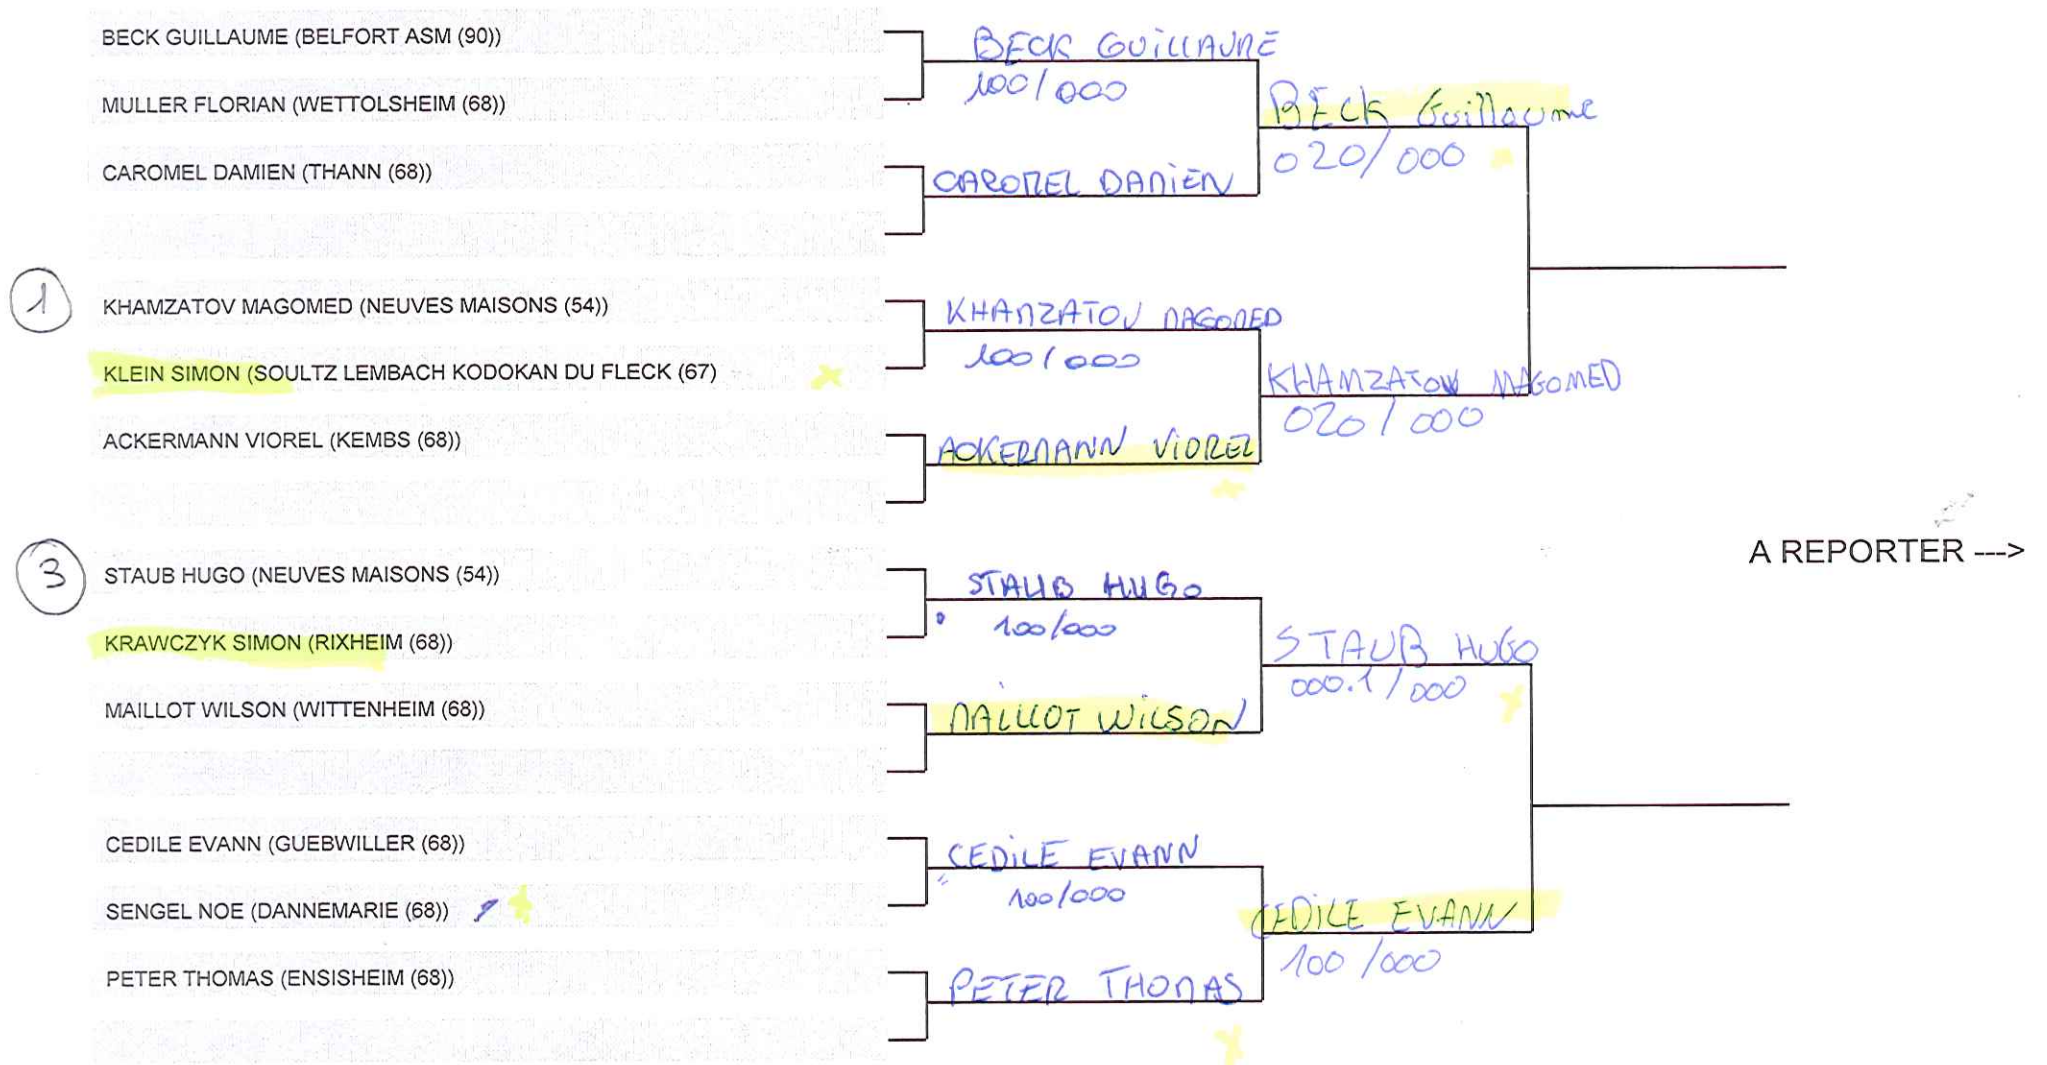 BECK GUILLAUME (BELFORT ASM (90))
MULLER FLORIAN (WETTOLSHEIM (68))
CAROMEL DAMIEN (THANN (68))
1
KHAMZATOV MAGOMED (NEUVES MAISONS (54))
KLEIN SIMON (SOULTZ LEMBACH KODOKAN DU FLECK (67)
ACKERMANN VIOREL (KEMBS (68))
3
STAUB HUGO (NEUVES MAISONS (54))
KRAWCZYK SIMON (RIXHEIM (68))
MAILLOT WILSON (WITTENHEIM (68))
CEDILE EVANN (GUEBWILLER (68))
SENGEL NOE (DANNEMARIE (68))
PETER THOMAS (ENSISHEIM (68))
BECK GUILLAUME
100/000
CAROMEL DAMIEN
KHAMZATOV MAGOMED
100/000
ACKERMANN VIOREL
STAUB HUGO
100/000
MAILLOT WILSON
CEDILE EVANN
100/000
PETER THOMAS
BECK Guillaume
020/000
KHAMZATOV MAGOMED
020/000
STAUB HUGO
000.1/000
CEDILE EVANN
100/000
A REPORTER --->